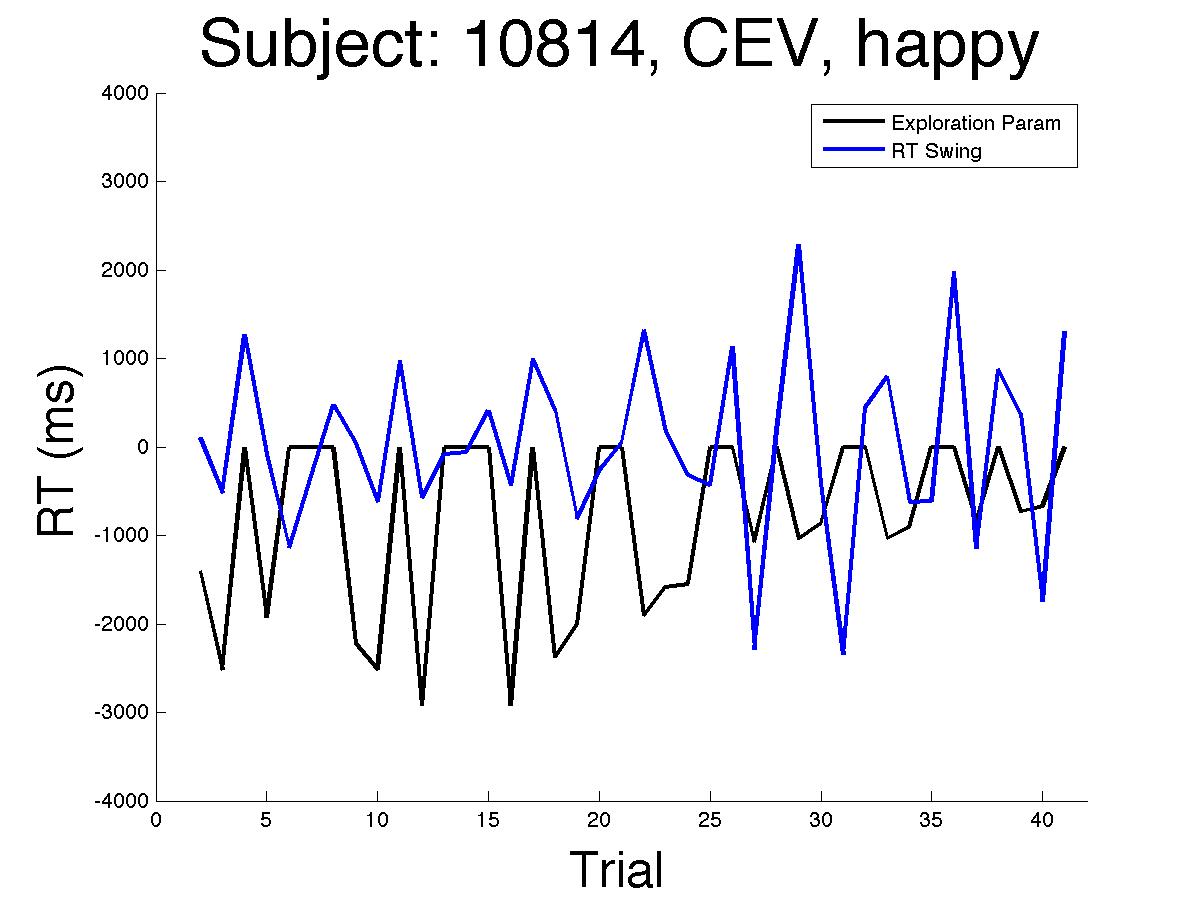 Subject: 10814, CEV, happy
4000
3000
2000
1000
0
-1000
-2000
-3000
-4000
RT (ms)
Exploration Param
RT Swing
0 5 10 15 20 25 30 35 40
Trial